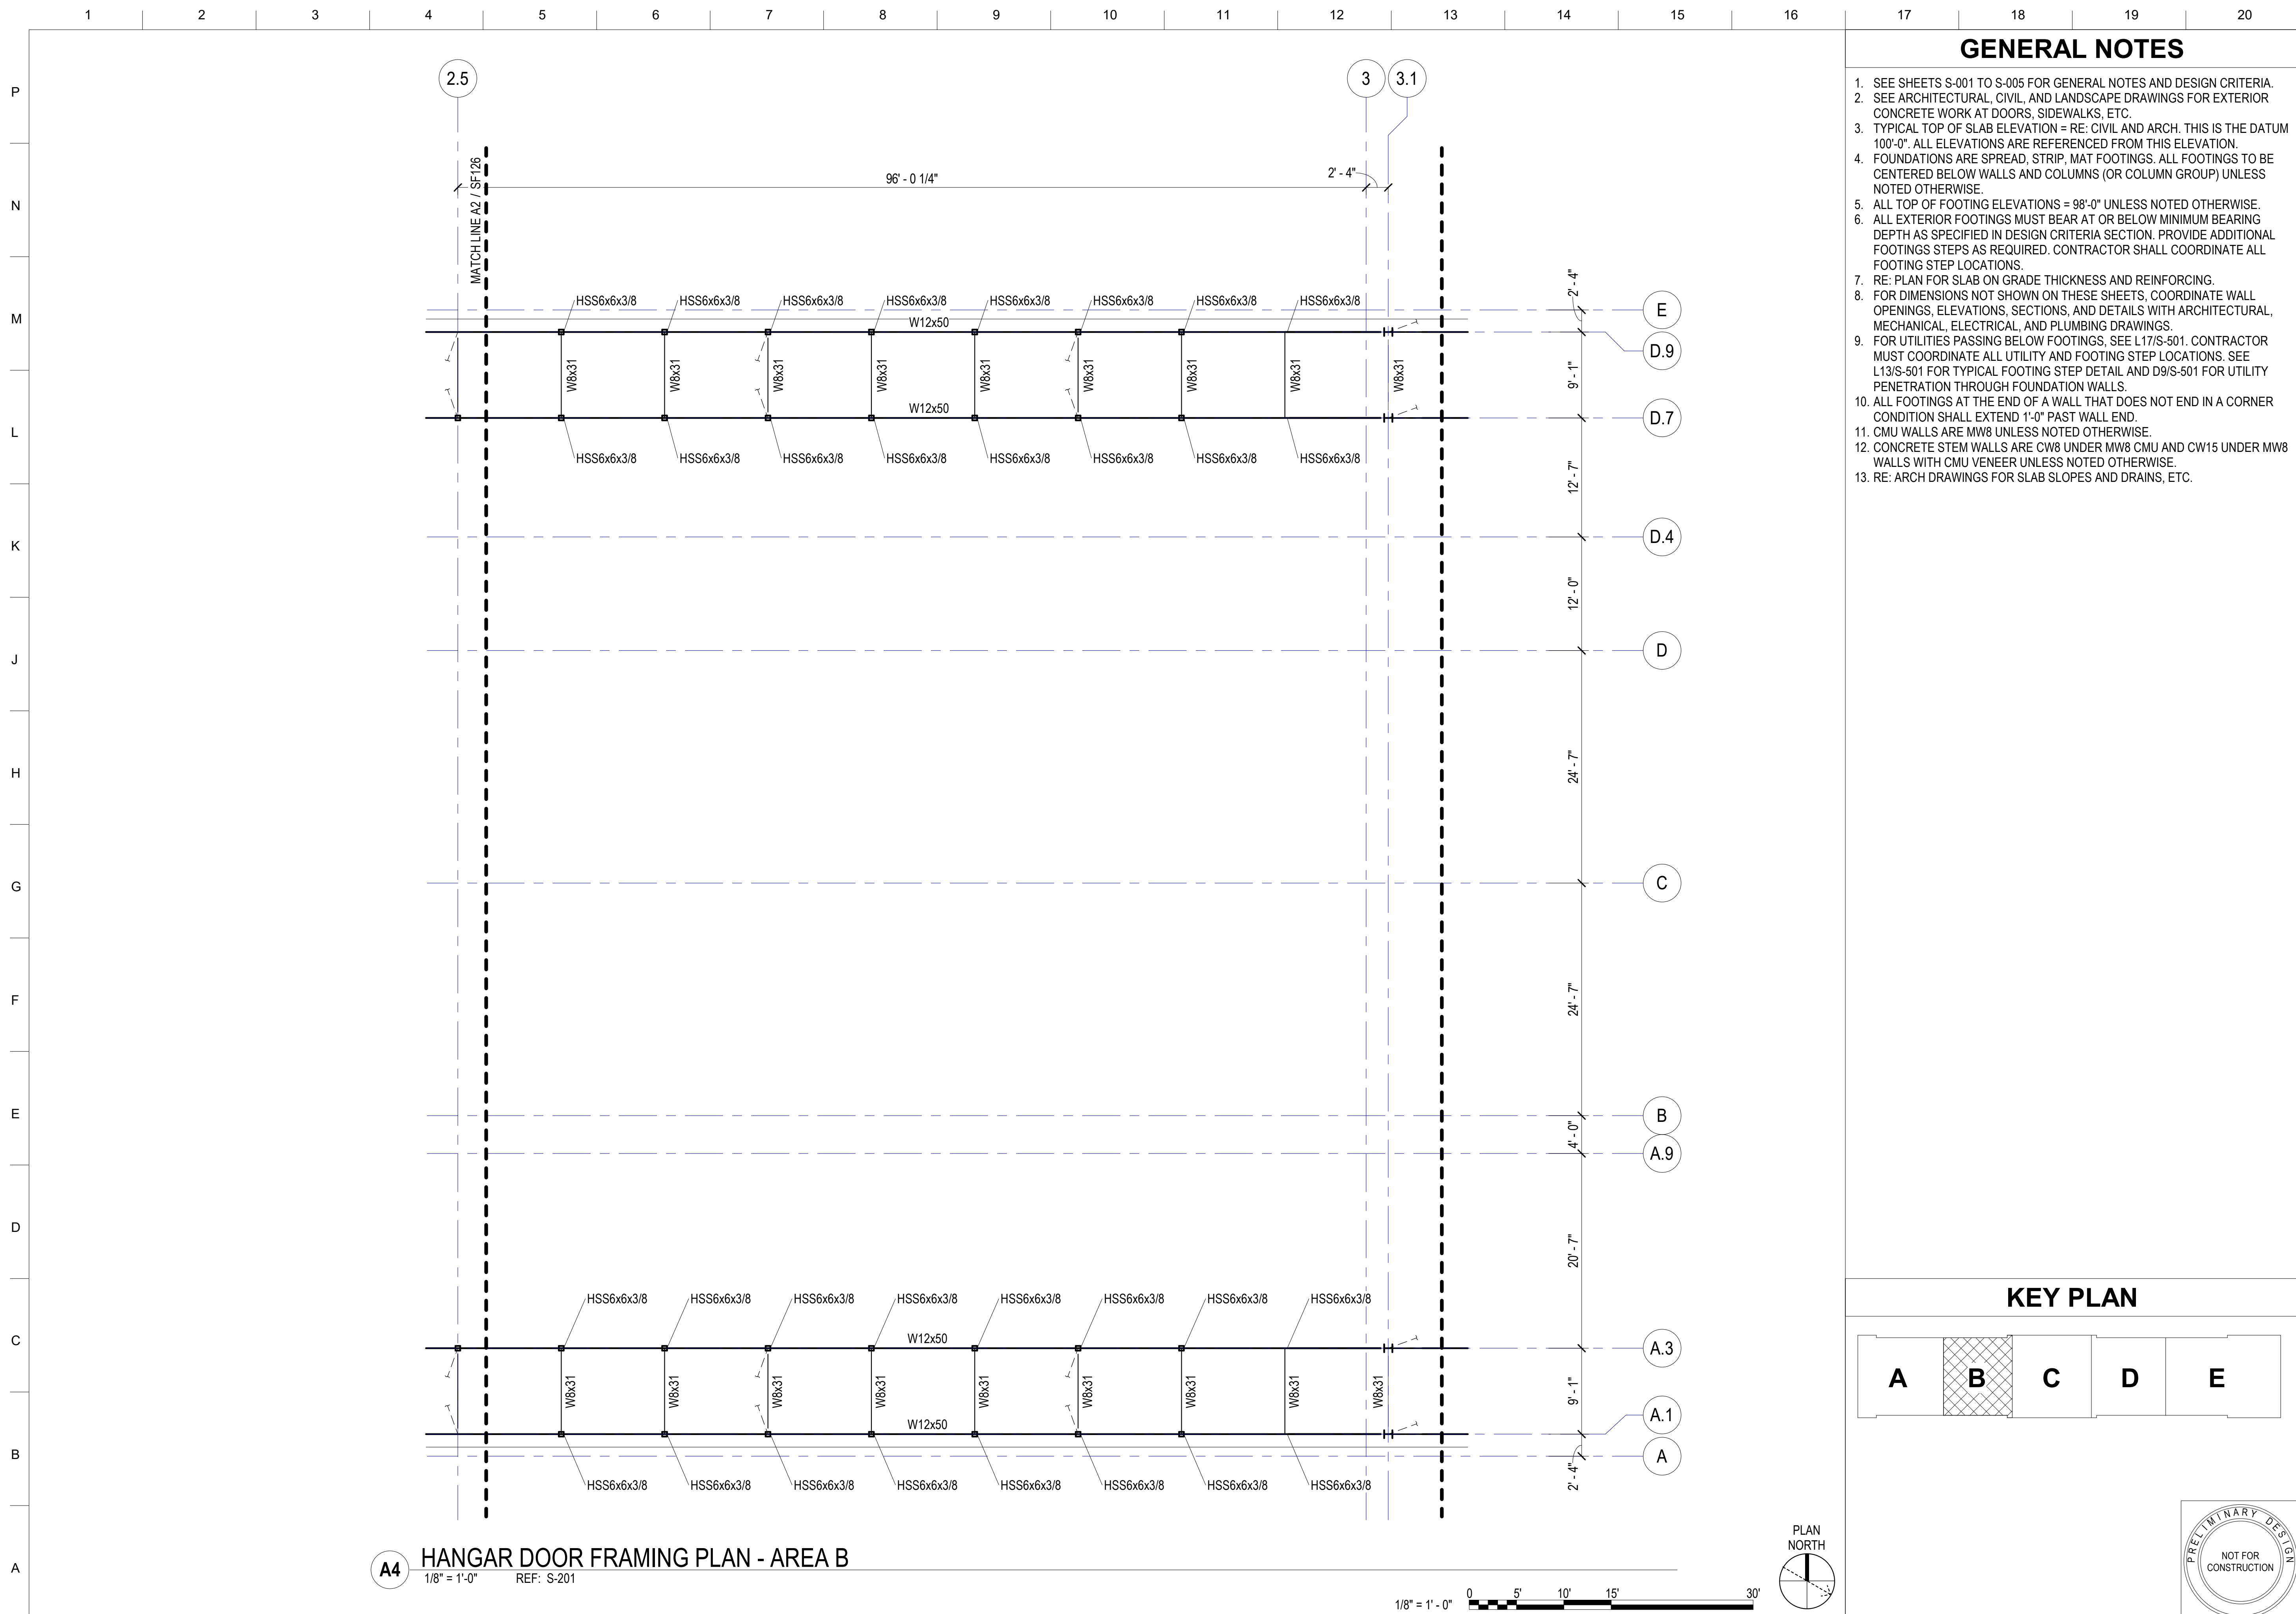 1 2 3 4 5 6 7 8 9 10 11 12 13 14 15 16 17 18 19 20
P
N
M
L
K
J
H
G
F
E
D
C
B
A
2.5 3 3.1
MATCH LINE A2 / SF126
96' - 0 1/4" 2' - 4"
HSS6x6x3/8 HSS6x6x3/8 HSS6x6x3/8 HSS6x6x3/8 HSS6x6x3/8 HSS6x6x3/8 HSS6x6x3/8 HSS6x6x3/8
W12x50
W8x31 W8x31 W8x31 W8x31 W8x31 W8x31 W8x31 W8x31 W8x31
W12x50
HSS6x6x3/8 HSS6x6x3/8 HSS6x6x3/8 HSS6x6x3/8 HSS6x6x3/8 HSS6x6x3/8 HSS6x6x3/8 HSS6x6x3/8
2' - 4"
E
D.9
9' - 1"
D.7
12' - 7"
D.4
12' - 0"
D
24' - 7"
C
24' - 7"
B
4' - 0"
A.9
20' - 7"
A.3
9' - 1"
A.1
A
2' - 4"
HSS6x6x3/8 HSS6x6x3/8 HSS6x6x3/8 HSS6x6x3/8 HSS6x6x3/8 HSS6x6x3/8 HSS6x6x3/8 HSS6x6x3/8
W12x50
W8x31 W8x31 W8x31 W8x31 W8x31 W8x31 W8x31 W8x31 W8x31
W12x50
HSS6x6x3/8 HSS6x6x3/8 HSS6x6x3/8 HSS6x6x3/8 HSS6x6x3/8 HSS6x6x3/8 HSS6x6x3/8 HSS6x6x3/8
A4 HANGAR DOOR FRAMING PLAN - AREA B
1/8" = 1'-0" REF: S-201
1/8" = 1' - 0" 0 5' 10' 15' 30'
PLAN
NORTH
GENERAL NOTES
1. SEE SHEETS S-001 TO S-005 FOR GENERAL NOTES AND DESIGN CRITERIA.
2. SEE ARCHITECTURAL, CIVIL, AND LANDSCAPE DRAWINGS FOR EXTERIOR
CONCRETE WORK AT DOORS, SIDEWALKS, ETC.
3. TYPICAL TOP OF SLAB ELEVATION = RE: CIVIL AND ARCH. THIS IS THE DATUM
100'-0". ALL ELEVATIONS ARE REFERENCED FROM THIS ELEVATION.
4. FOUNDATIONS ARE SPREAD, STRIP, MAT FOOTINGS. ALL FOOTINGS TO BE
CENTERED BELOW WALLS AND COLUMNS (OR COLUMN GROUP) UNLESS
NOTED OTHERWISE.
5. ALL TOP OF FOOTING ELEVATIONS = 98'-0" UNLESS NOTED OTHERWISE.
6. ALL EXTERIOR FOOTINGS MUST BEAR AT OR BELOW MINIMUM BEARING
DEPTH AS SPECIFIED IN DESIGN CRITERIA SECTION. PROVIDE ADDITIONAL
FOOTINGS STEPS AS REQUIRED. CONTRACTOR SHALL COORDINATE ALL
FOOTING STEP LOCATIONS.
7. RE: PLAN FOR SLAB ON GRADE THICKNESS AND REINFORCING.
8. FOR DIMENSIONS NOT SHOWN ON THESE SHEETS, COORDINATE WALL
OPENINGS, ELEVATIONS, SECTIONS, AND DETAILS WITH ARCHITECTURAL,
MECHANICAL, ELECTRICAL, AND PLUMBING DRAWINGS.
9. FOR UTILITIES PASSING BELOW FOOTINGS, SEE L17/S-501. CONTRACTOR
MUST COORDINATE ALL UTILITY AND FOOTING STEP LOCATIONS. SEE
L13/S-501 FOR TYPICAL FOOTING STEP DETAIL AND D9/S-501 FOR UTILITY
PENETRATION THROUGH FOUNDATION WALLS.
10. ALL FOOTINGS AT THE END OF A WALL THAT DOES NOT END IN A CORNER
CONDITION SHALL EXTEND 1'-0" PAST WALL END.
11. CMU WALLS ARE MW8 UNLESS NOTED OTHERWISE.
12. CONCRETE STEM WALLS ARE CW8 UNDER MW8 CMU AND CW15 UNDER MW8
WALLS WITH CMU VENEER UNLESS NOTED OTHERWISE.
13. RE: ARCH DRAWINGS FOR SLAB SLOPES AND DRAINS, ETC.
KEY PLAN
A B C D E
PRELIMINARY DESIGN
NOT FOR
CONSTRUCTION